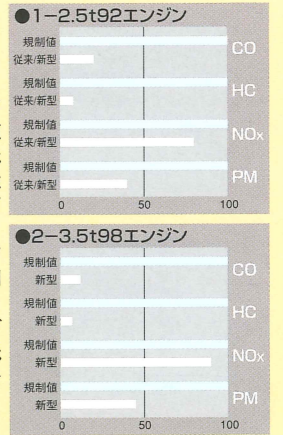 ●1−2.5t92エンジン
規制値
従来/新型
CO
規制値
従来/新型
HC
規制値
従来/新型
NOx
規制値
従来/新型
PM
0 50 100
●2−3.5t98エンジン
規制値
新型
CO
規制値
新型
HC
規制値
新型
NOx
規制値
新型
PM
0 50 100